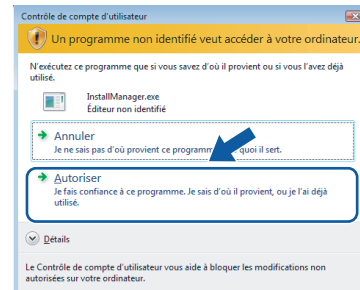 Contrôle de compte d'utilisateur
Un programme non identifié veut accéder à votre ordinateur.
N'exécutez ce programme que si vous savez d'où il provient ou si vous l'avez déjà
utilisé.
InstallManager.exe
Éditeur non identifié
Annuler
Je ne sais pas d'où provient ce programme quoi il sert.
Autoriser
Je fais confiance à ce programme. Je sais d'où il provient, ou je l'ai déjà
utilisé.
Détails
Le Contrôle de compte d'utilisateur vous aide à bloquer les modifications non
autorisées sur votre ordinateur.